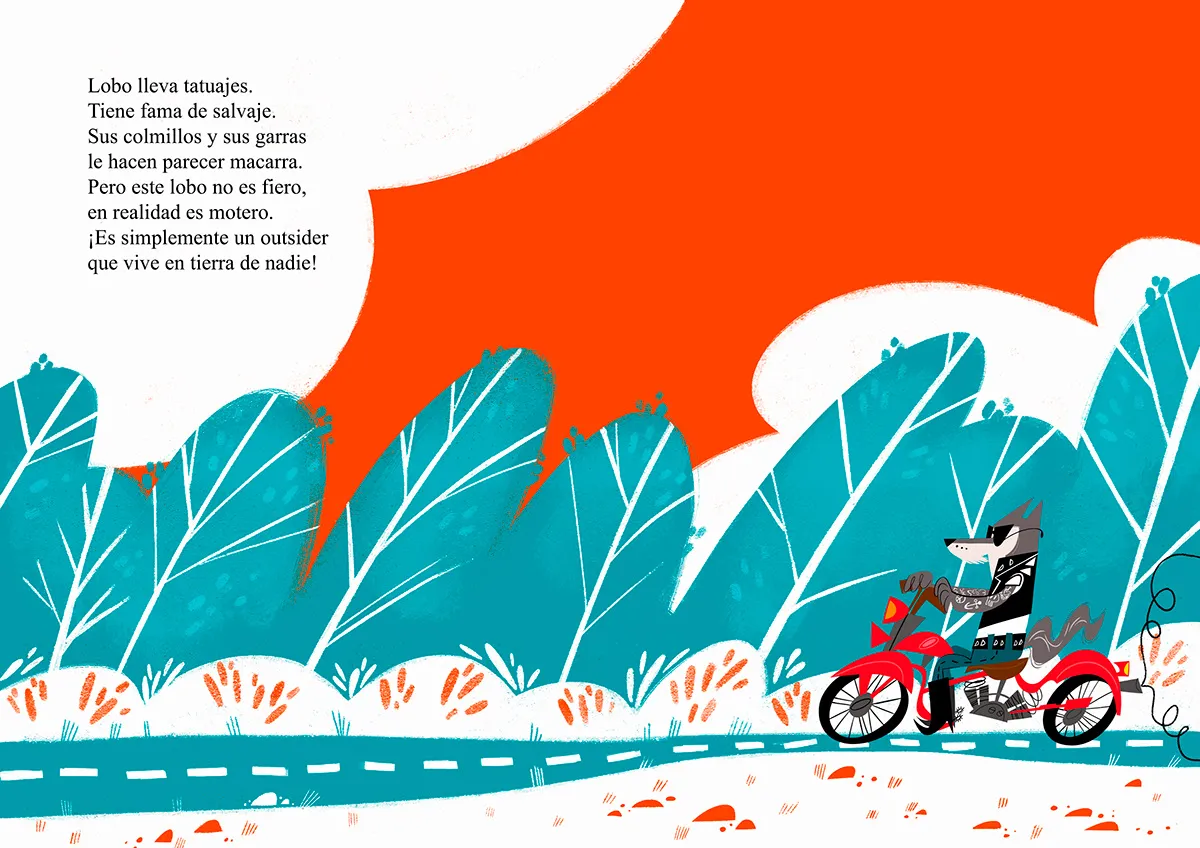 Lobo lleva tatuajes.
Tiene fama de salvaje.
Sus colmillos y sus garras
le hacen parecer macarra.
Pero este lobo no es fiero,
en realidad es motero.
¡Es simplemente un outsider
que vive en tierra de nadie!